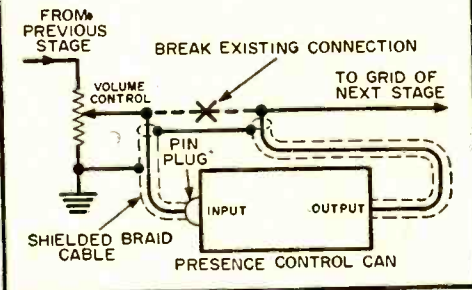 FROM
PREVIOUS
STAGE
BREAK EXISTING CONNECTION
VOLUME
CONTROL
TO GRID OF
NEXT STAGE
PIN
PLUG
INPUT
OUTPUT
SHIELDED BRAID
CABLE
PRESENCE CONTROL CAN